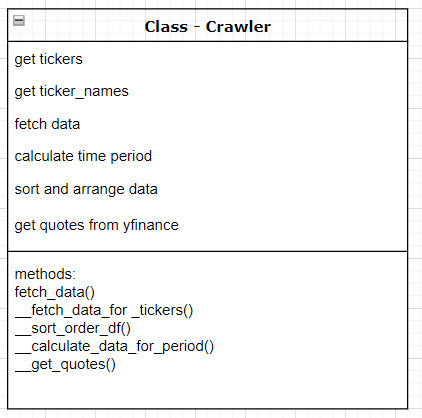 Class - Crawler
get tickers
get ticker_names
fetch data
calculate time period
sort and arrange data
get quotes from yfinance
methods:
fetch_data()
__fetch_data_for _tickers()
__sort_order_df()
__calculate_data_for_period()
__get_quotes()